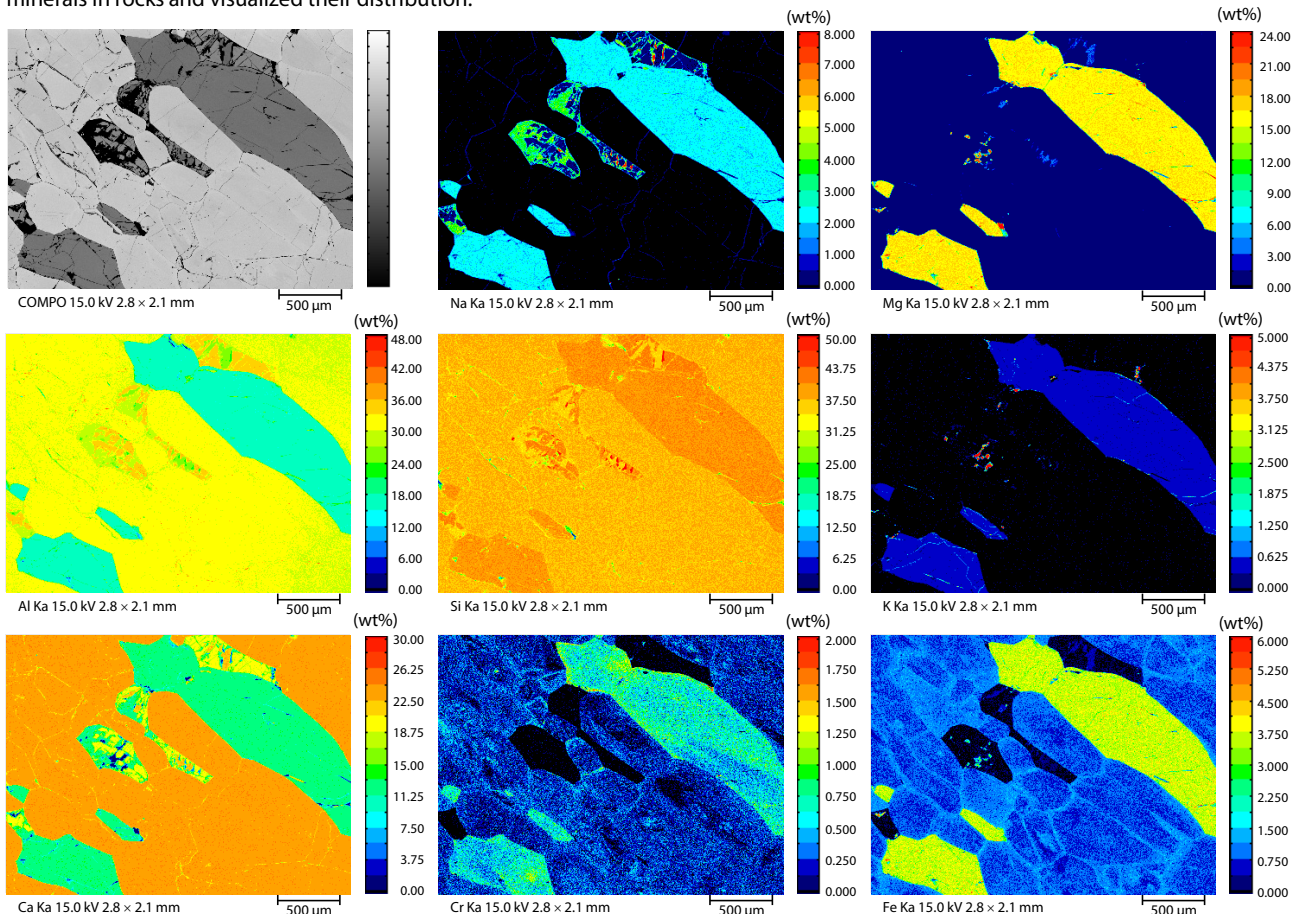 minerals in rocks and visualized their distribution.
COMPO 15.0 kV 2.8 × 2.1 mm
500 µm
(wt%)
8.000
7.000
6.000
5.000
4.000
3.000
2.000
1.000
0.000
Na Ka 15.0 kV 2.8 × 2.1 mm
500 µm
(wt%)
24.00
21.00
18.00
15.00
12.00
9.00
6.00
3.00
0.00
Mg Ka 15.0 kV 2.8 × 2.1 mm
500 µm
(wt%)
48.00
42.00
36.00
30.00
24.00
18.00
12.00
6.00
0.00
Al Ka 15.0 kV 2.8 × 2.1 mm
500 µm
(wt%)
50.00
43.75
37.50
31.25
25.00
18.75
12.50
6.25
0.00
Si Ka 15.0 kV 2.8 × 2.1 mm
500 µm
(wt%)
5.000
4.375
3.750
3.125
2.500
1.875
1.250
0.625
0.000
K Ka 15.0 kV 2.8 × 2.1 mm
500 µm
(wt%)
30.00
26.25
22.50
18.75
15.00
11.25
7.50
3.75
0.00
Ca Ka 15.0 kV 2.8 × 2.1 mm
500 µm
(wt%)
2.000
1.750
1.500
1.250
1.000
0.750
0.500
0.250
0.000
Cr Ka 15.0 kV 2.8 × 2.1 mm
500 µm
(wt%)
6.000
5.250
4.500
3.750
3.000
2.250
1.500
0.750
0.000
Fe Ka 15.0 kV 2.8 × 2.1 mm
500 µm